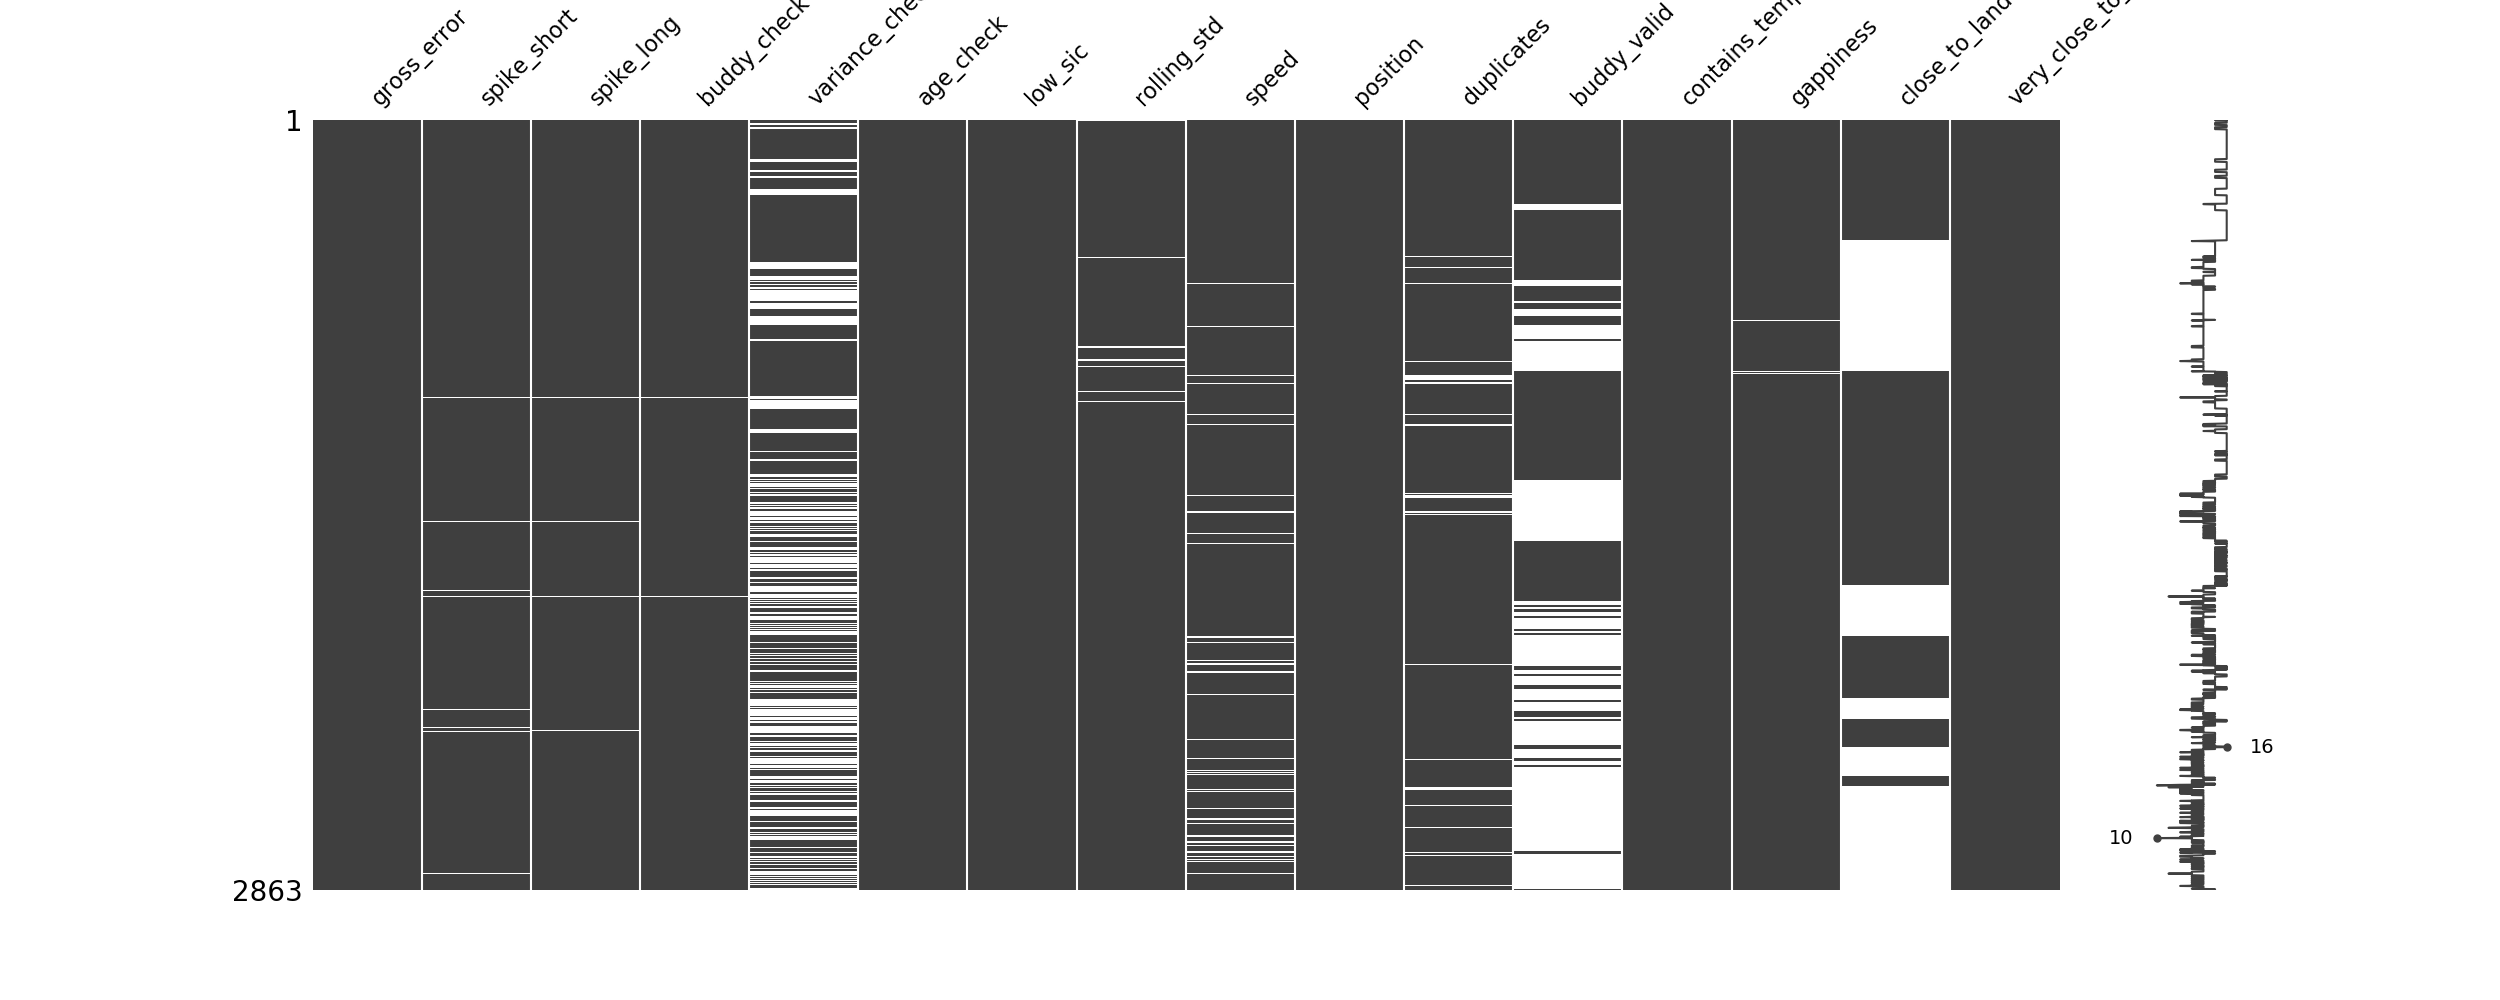 gross_error
spike_short
spike_long
buddy_check
age_check
low_sic
rolling_std
speed
position
duplicates
buddy_valid
gappiness
close_to_land
1
16
10
2863